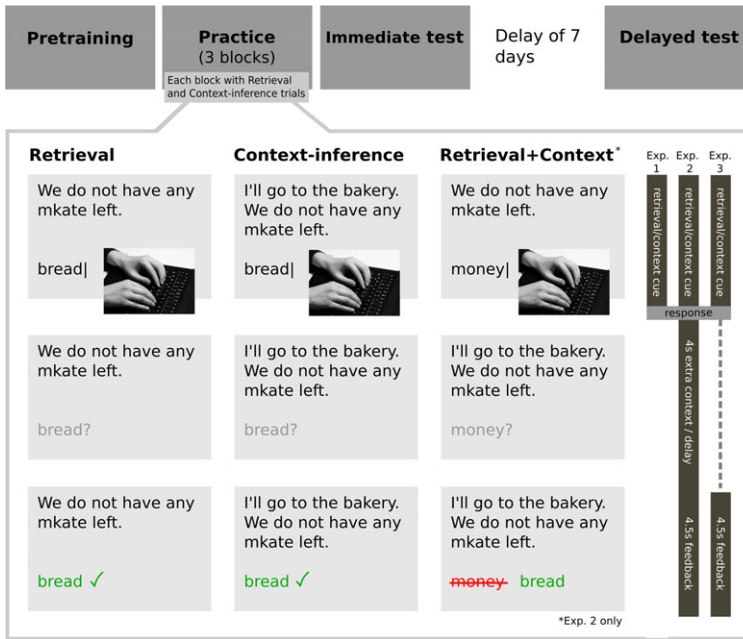 Pretraining
Practice
(3 blocks)
Each block with Retrieval
and Context-inference trials
Immediate test
Delay of 7
days
Delayed test
Retrieval
Context-inference
Retrieval+Context*
Exp.
1
Exp.
2
Exp.
3
We do not have any
mkate left.
bread|
I'll go to the bakery.
We do not have any
mkate left.
bread|
We do not have any
mkate left.
money|
retrieval/context cue
retrieval/context cue
retrieval/context cue
response
We do not have any
mkate left.
bread?
I'll go to the bakery.
We do not have any
mkate left.
bread?
I'll go to the bakery.
We do not have any
mkate left.
money?
4s extra context / delay
We do not have any
mkate left.
bread ✓
I'll go to the bakery.
We do not have any
mkate left.
bread ✓
I'll go to the bakery.
We do not have any
mkate left.
money bread
4.5s feedback
4.5s feedback
*Exp. 2 only